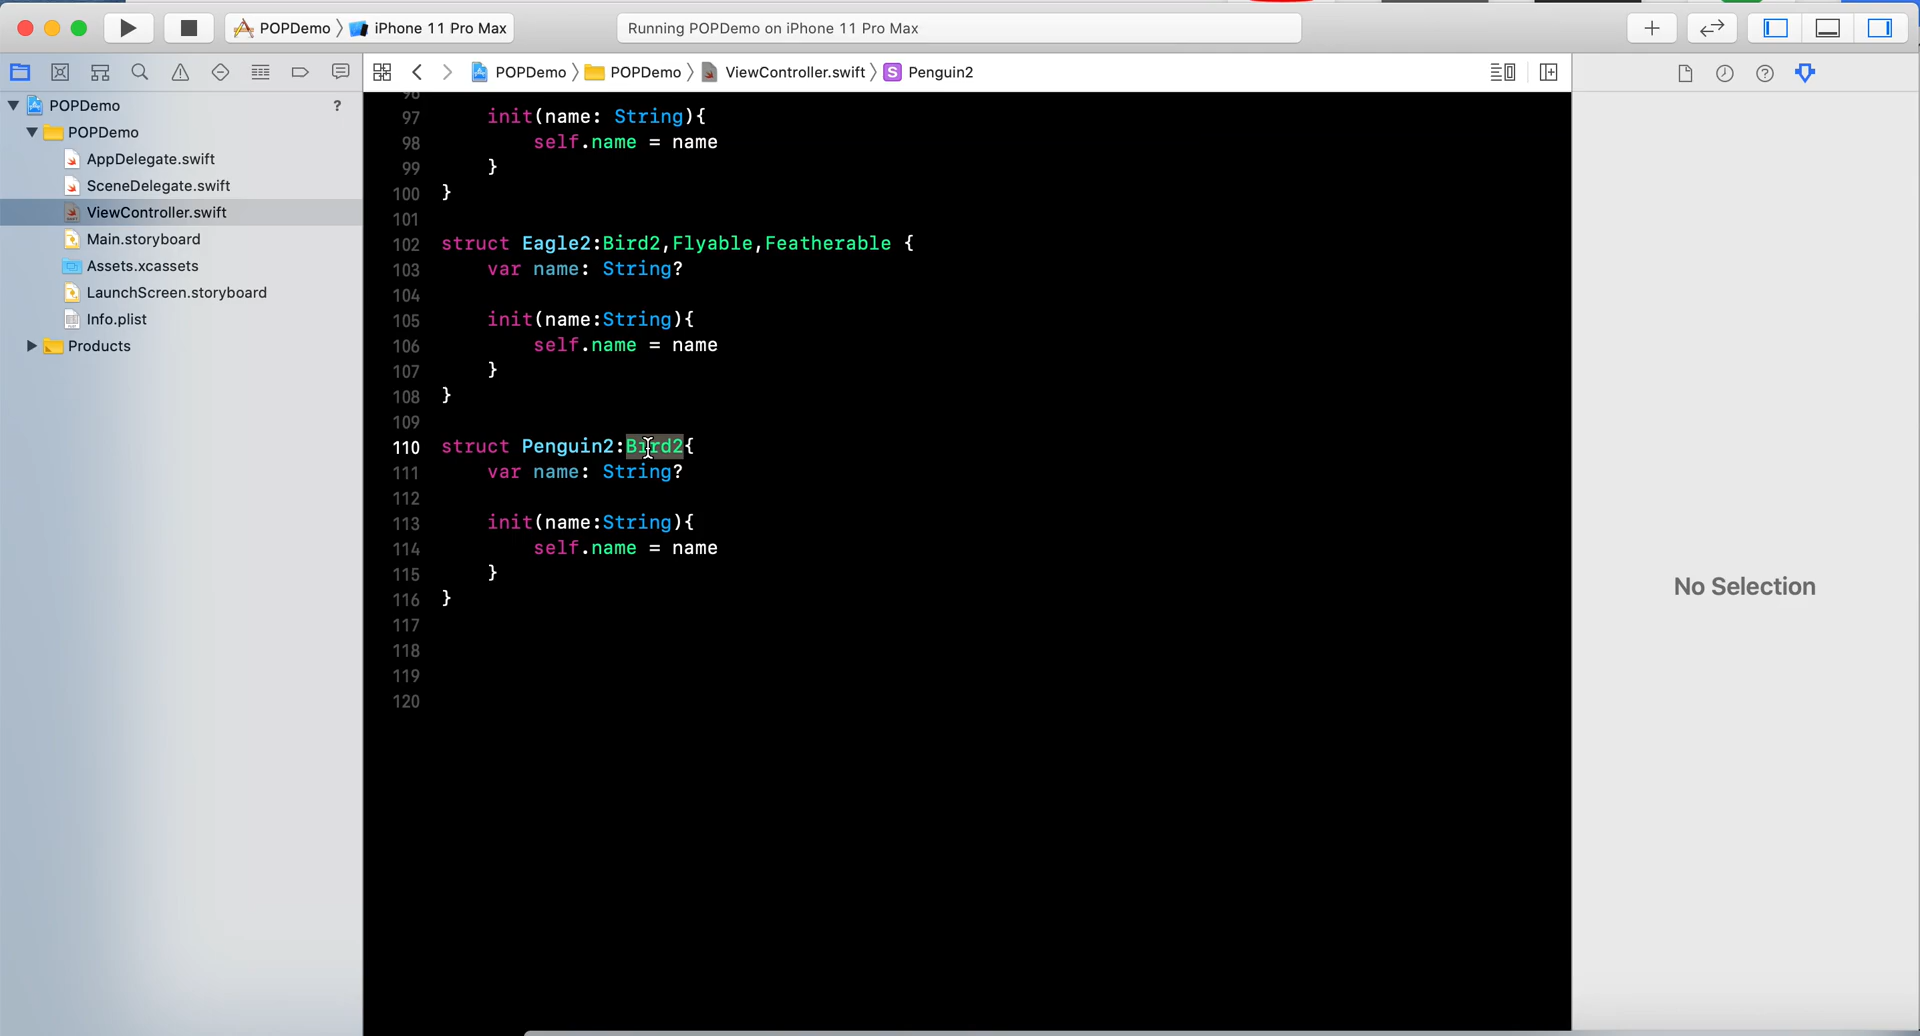 POPDemo 〉 iPhone 11 Pro Max
Running POPDemo on iPhone 11 Pro Max
POPDemo 〉 POPDemo 〉 ViewController.swift 〉 S Penguin2
POPDemo ?
POPDemo
AppDelegate.swift
SceneDelegate.swift
ViewController.swift
Main.storyboard
Assets.xcassets
LaunchScreen.storyboard
Info.plist
Products
96
97 init(name: String){
98 self.name = name
99 }
100 }
101
102 struct Eagle2:Bird2,Flyable,Featherable {
103 var name: String?
104
105 init(name:String){
106 self.name = name
107 }
108 }
109
110 struct Penguin2:Bird2{
111 var name: String?
112
113 init(name:String){
114 self.name = name
115 }
116 }
117
118
119
120
No Selection